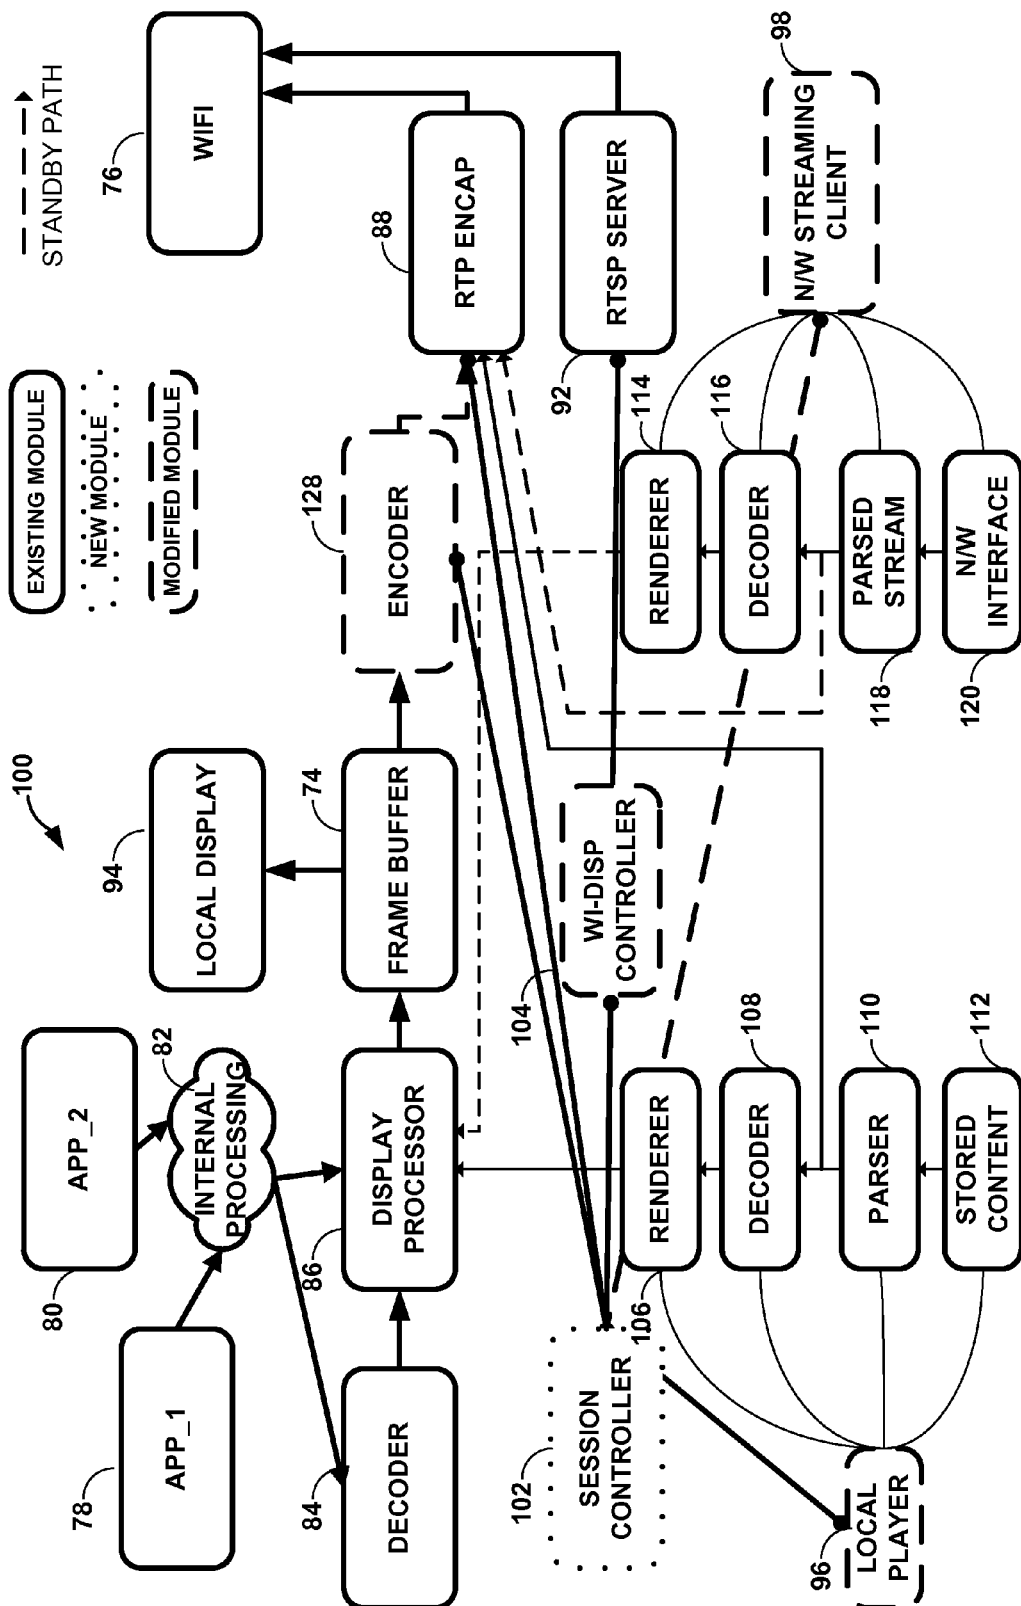 100
EXISTING MODULE
NEW MODULE
MODIFIED MODULE
STANDBY PATH
78
APP_1
80
APP_2
82
INTERNAL
PROCESSING
94
LOCAL DISPLAY
76
WIFI
84
DECODER
86
DISPLAY
PROCESSOR
74
FRAME BUFFER
128
ENCODER
88
RTP ENCAP
102
SESSION
CONTROLLER
104
WI-DISP
CONTROLLER
92
RTSP SERVER
106
RENDERER
108
DECODER
110
PARSER
112
STORED
CONTENT
114
RENDERER
116
DECODER
118
PARSED
STREAM
120
N/W
INTERFACE
96
LOCAL
PLAYER
98
N/W STREAMING
CLIENT